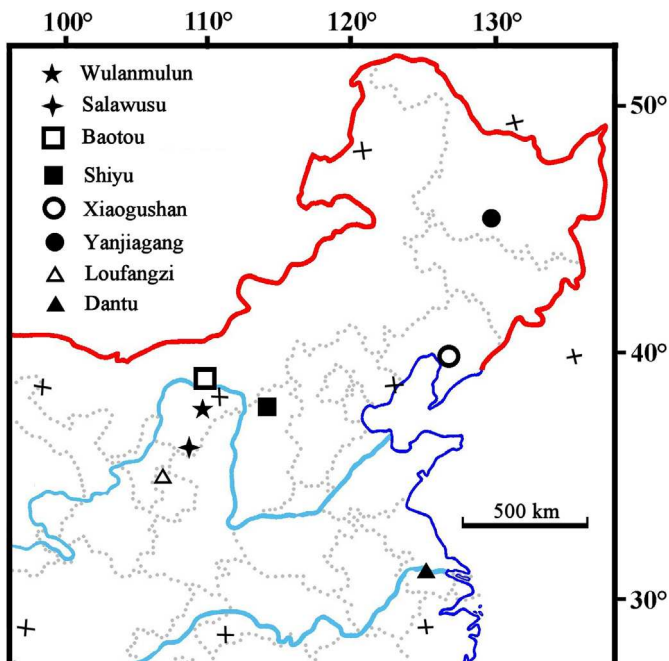 100° 110° 120° 130°
Wulanmulun
Salawusu
Baotou
Shiyu
Xiaogushan
Yanjiagang
Loufangzi
Dantu
50°
40°
500 km
30°